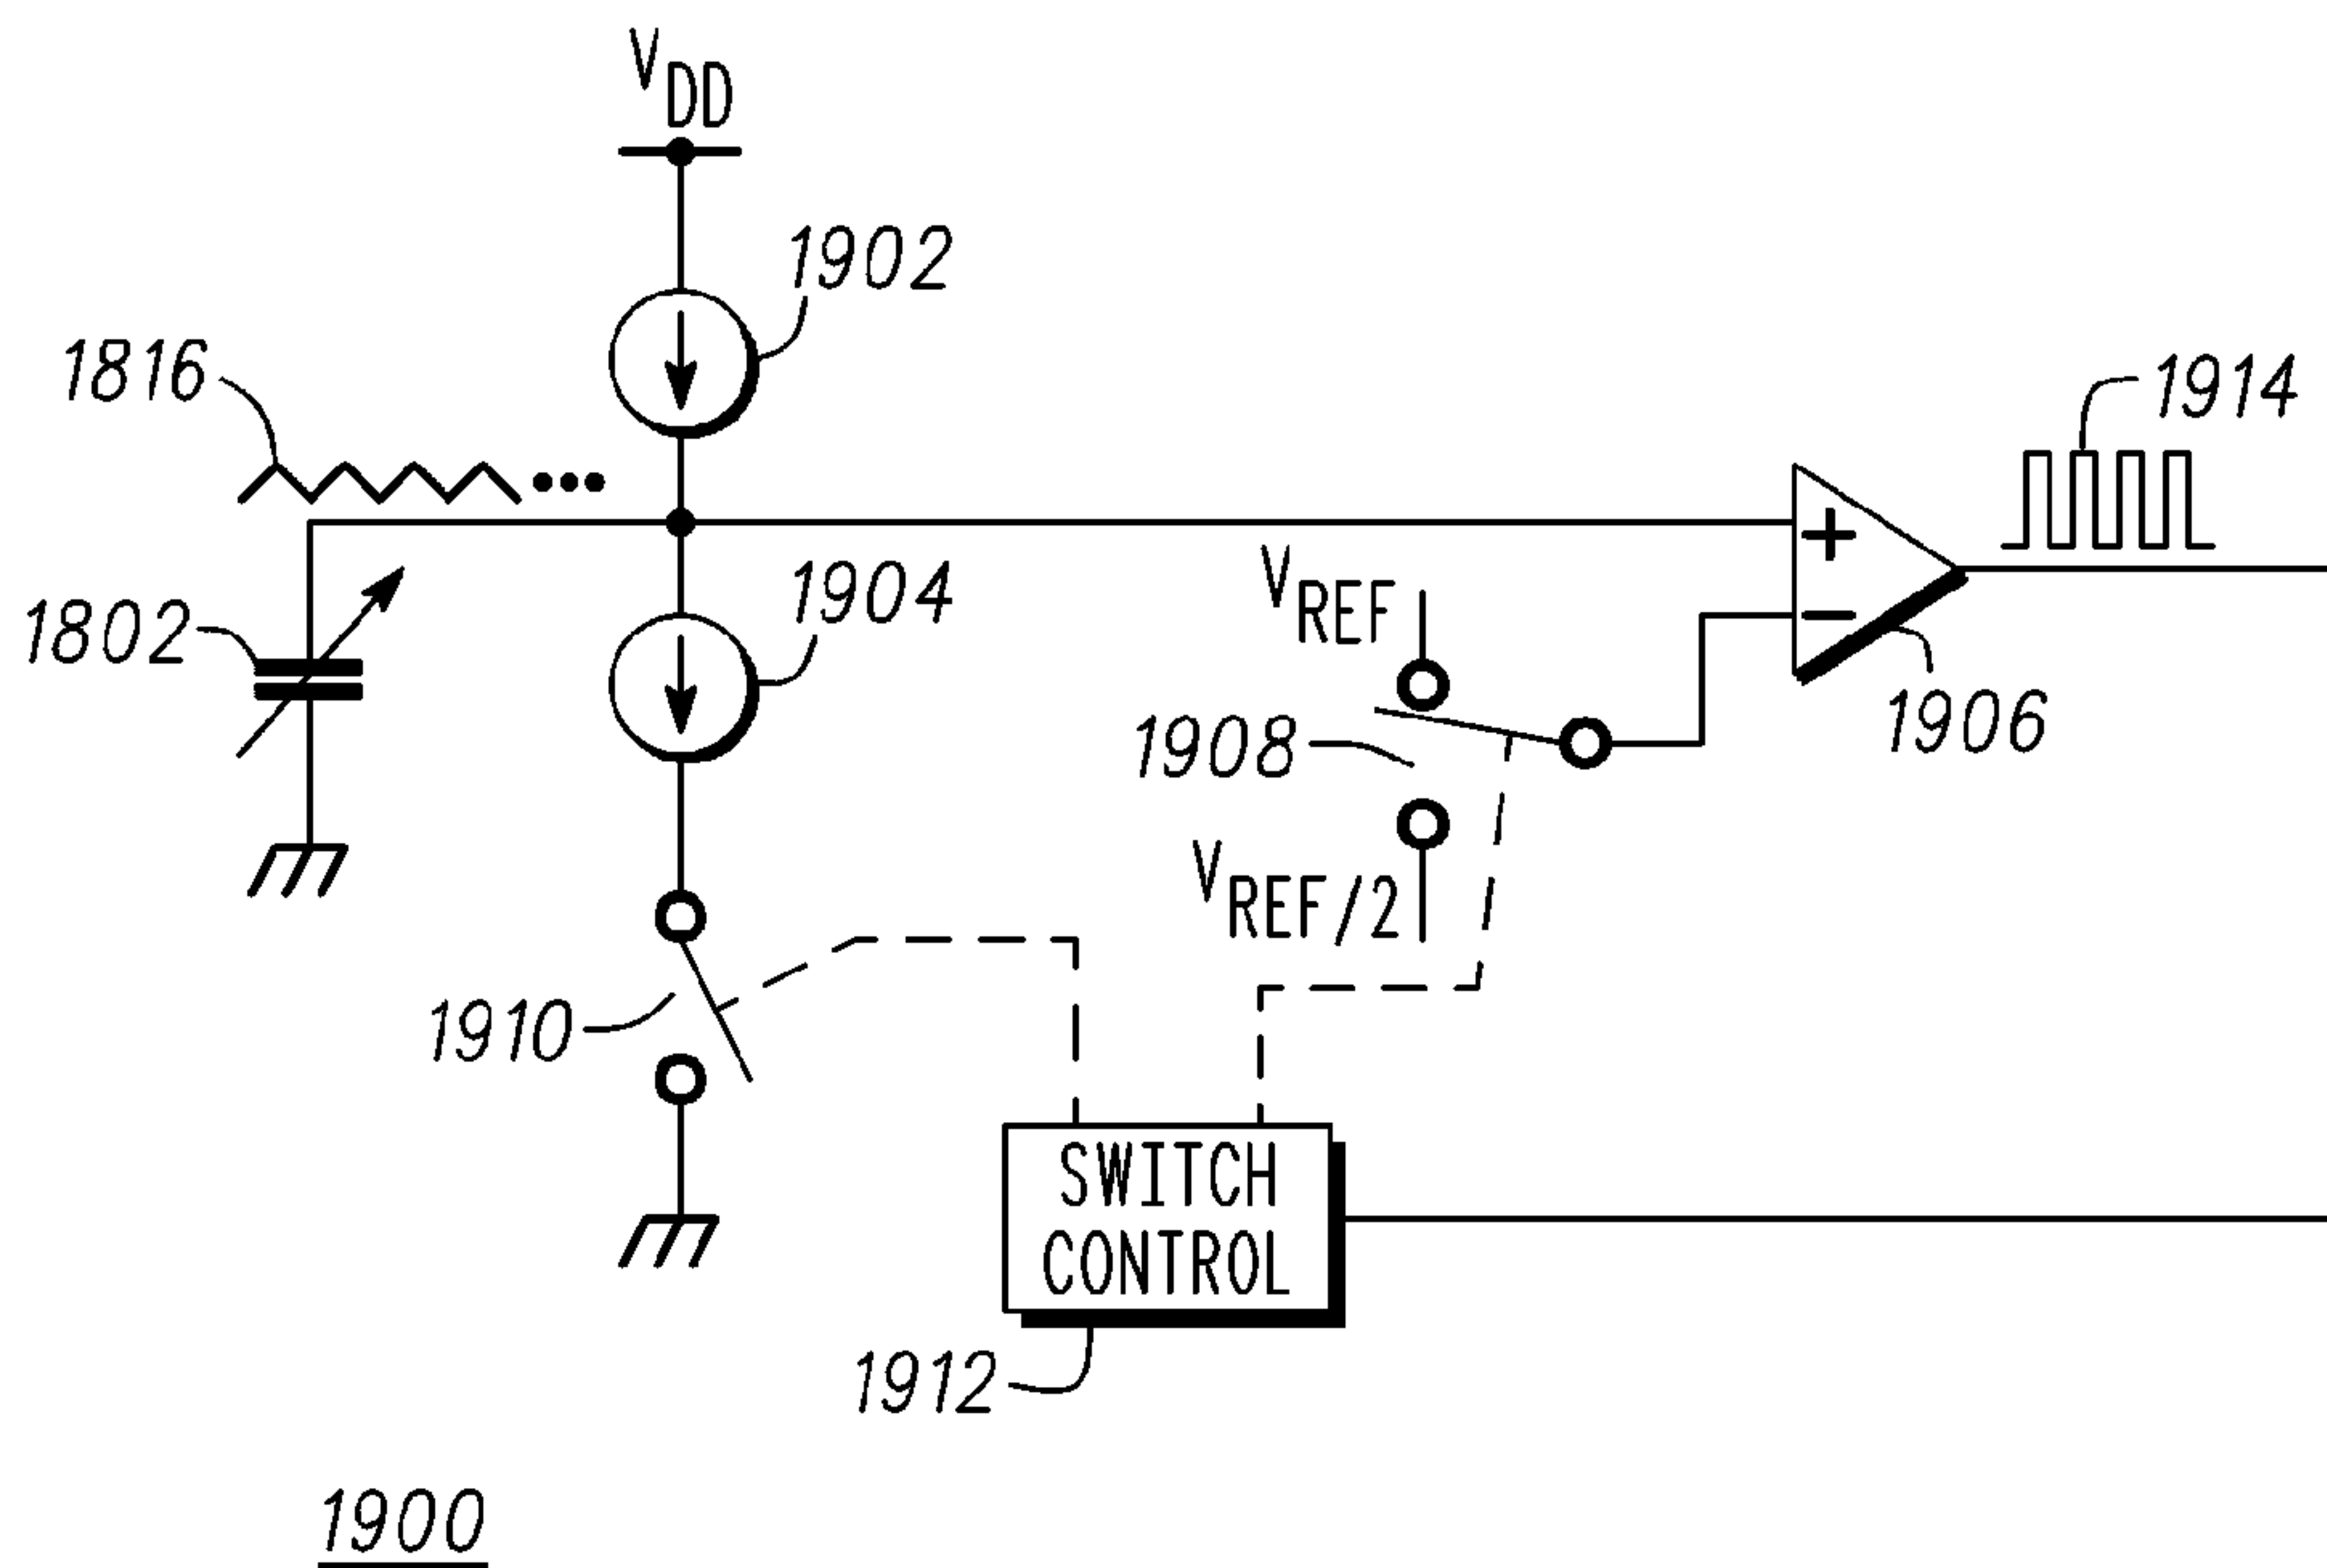 VDD
1902
1816
1914
+
1904
VREF
1802
−
1906
1908
VREF/2
1910
SWITCH
CONTROL
1912
1900